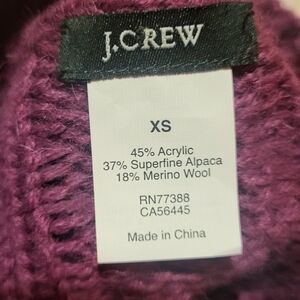 J.CREW
XS
45% Acrylic
37% Superfine Alpaca
18% Merino Wool
RN77388
CA56445
Made in China